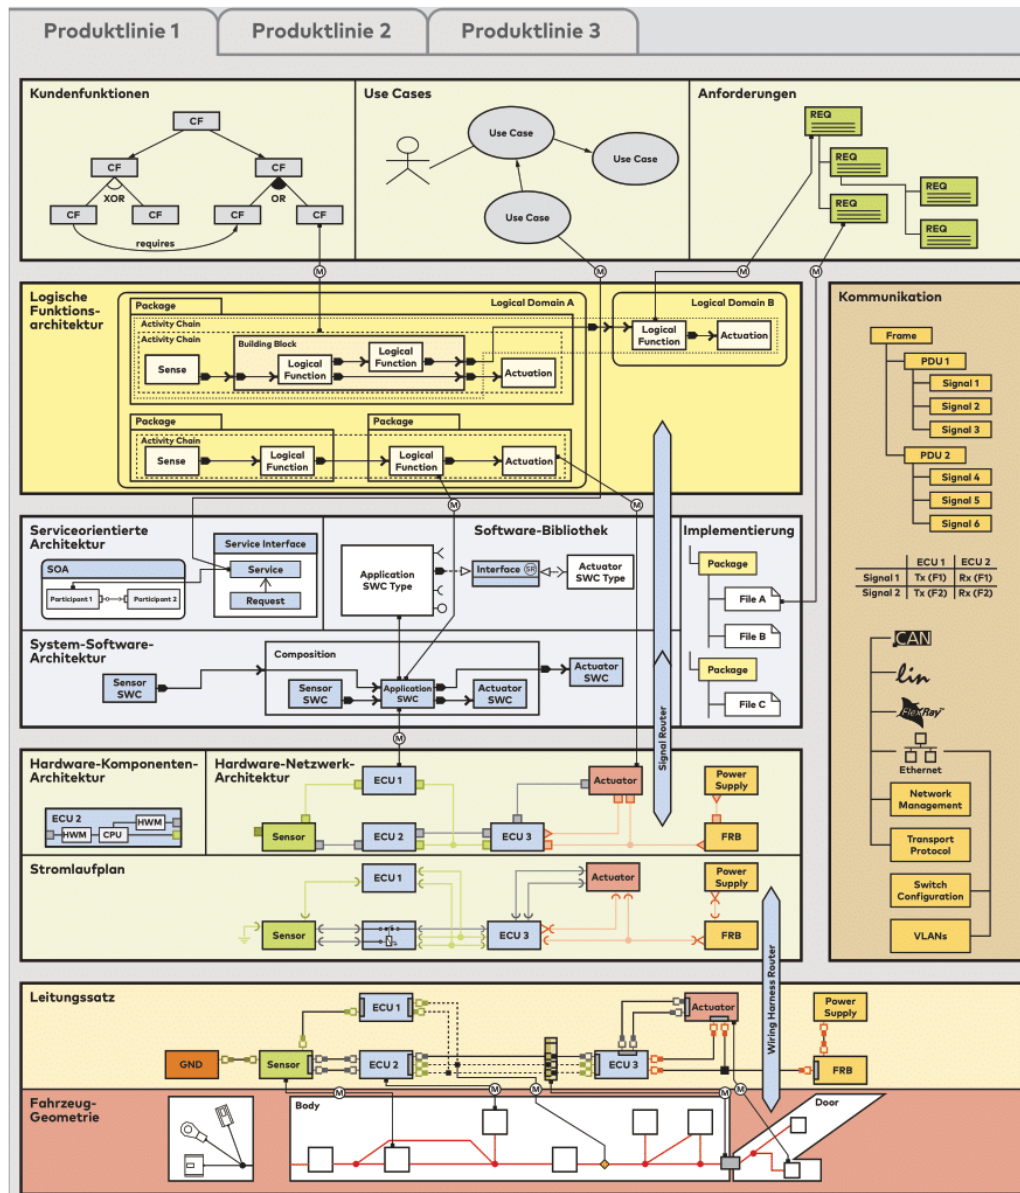 Produktlinie 1
Produktlinie 2
Produktlinie 3
Kundenfunktionen
CF
CF
CF
XOR
OR
CF
CF
CF
CF
requires
Use Cases
Use Case
Use Case
Use Case
Anforderungen
REQ
REQ
REQ
REQ
REQ
M
M
M
M
Logische
Funktions-
architektur
Package
Logical Domain A
Activity Chain
Activity Chain
Building Block
Sense
Logical
Function
Logical
Function
Actuation
Logical Domain B
Logical
Function
Actuation
Package
Package
Activity Chain
Sense
Logical
Function
Logical
Function
Actuation
M
M
Kommunikation
Frame
PDU 1
Signal 1
Signal 2
Signal 3
PDU 2
Signal 4
Signal 5
Signal 6
ECU 1 ECU 2
Signal 1 Tx (F1) Rx (F1)
Signal 2 Tx (F2) Rx (F2)
CAN
lin
FlexRay
Ethernet
Network
Management
Transport
Protocol
Switch
Configuration
VLANs
Serviceorientierte
Architektur
SOA
Participant 1
Participant 2
Service Interface
Service
Request
Software-Bibliothek
Application
SWC Type
Interface
SR
Actuator
SWC Type
Implementierung
Package
File A
File B
Package
File C
System-Software-
Architektur
Sensor
SWC
Composition
Sensor
SWC
Application
SWC
Actuator
SWC
Actuator
SWC
M
Signal Router
Hardware-Komponenten-
Architektur
ECU 2
HWM
CPU
HWM
Hardware-Netzwerk-
Architektur
ECU 1
Sensor
ECU 2
ECU 3
Actuator
Power
Supply
FRB
Stromlaufplan
ECU 1
Sensor
ECU 3
Actuator
Power
Supply
FRB
Wiring Harness Router
Leitungssatz
GND
Sensor
ECU 1
ECU 2
ECU 3
Actuator
Power
Supply
FRB
M
M
M
M
M
Fahrzeug-
Geometrie
Body
Door